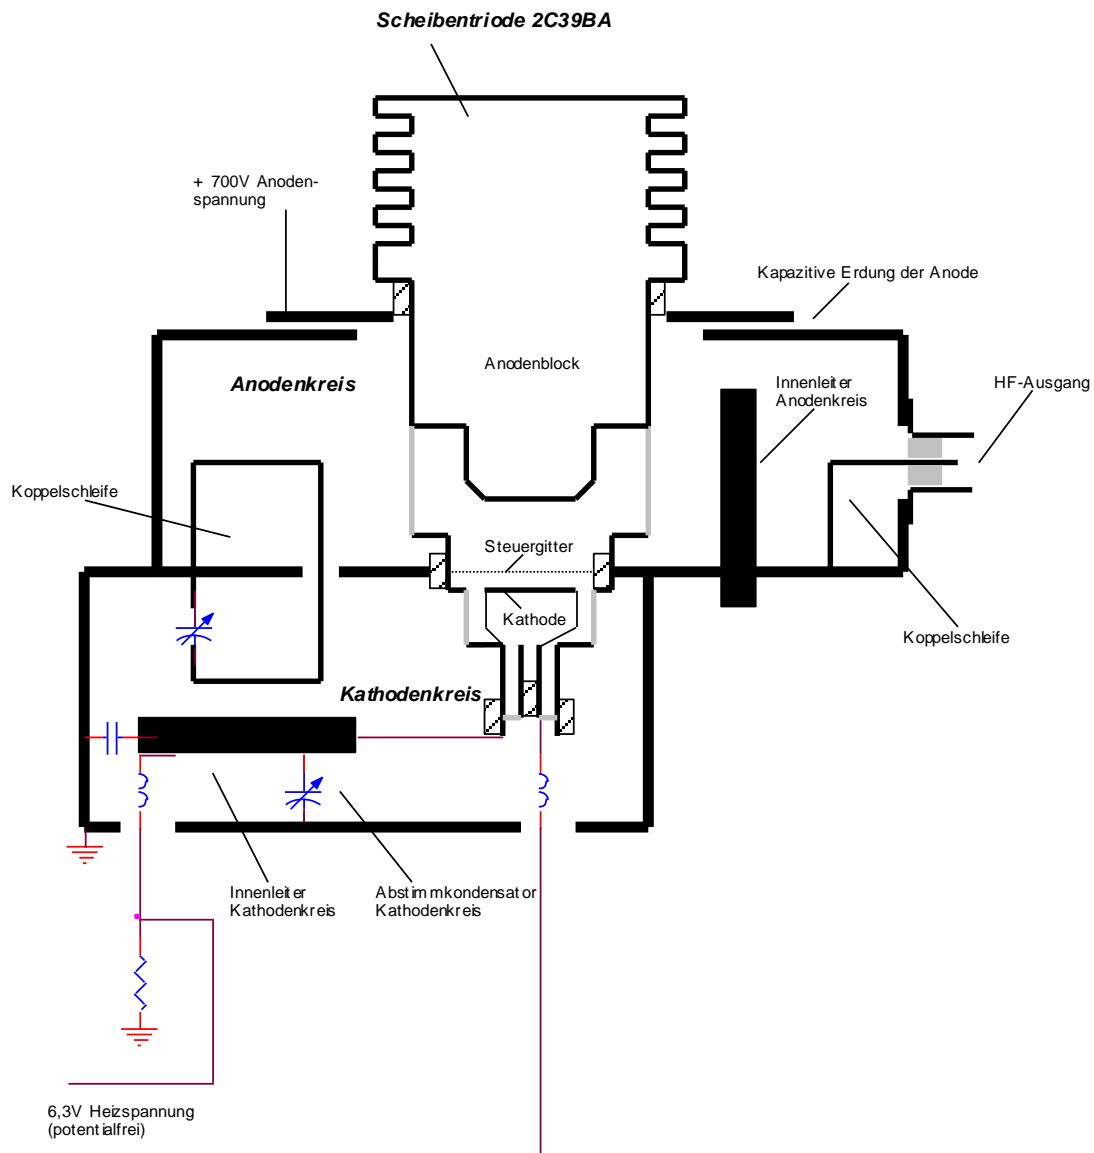 Scheibentriode 2C39BA
+ 700V Anoden-
spannung
Kapazitive Erdung der Anode
Anodenblock
Anodenkreis
Innenleiter
Anodenkreis
HF-Ausgang
Koppelschleife
Steuergitter
Kathode
Koppelschleife
Kathodenkreis
Innenleiter
Kathodenkreis
Abstimmkondensator
Kathodenkreis
6,3V Heizspannung
(potentialfrei)